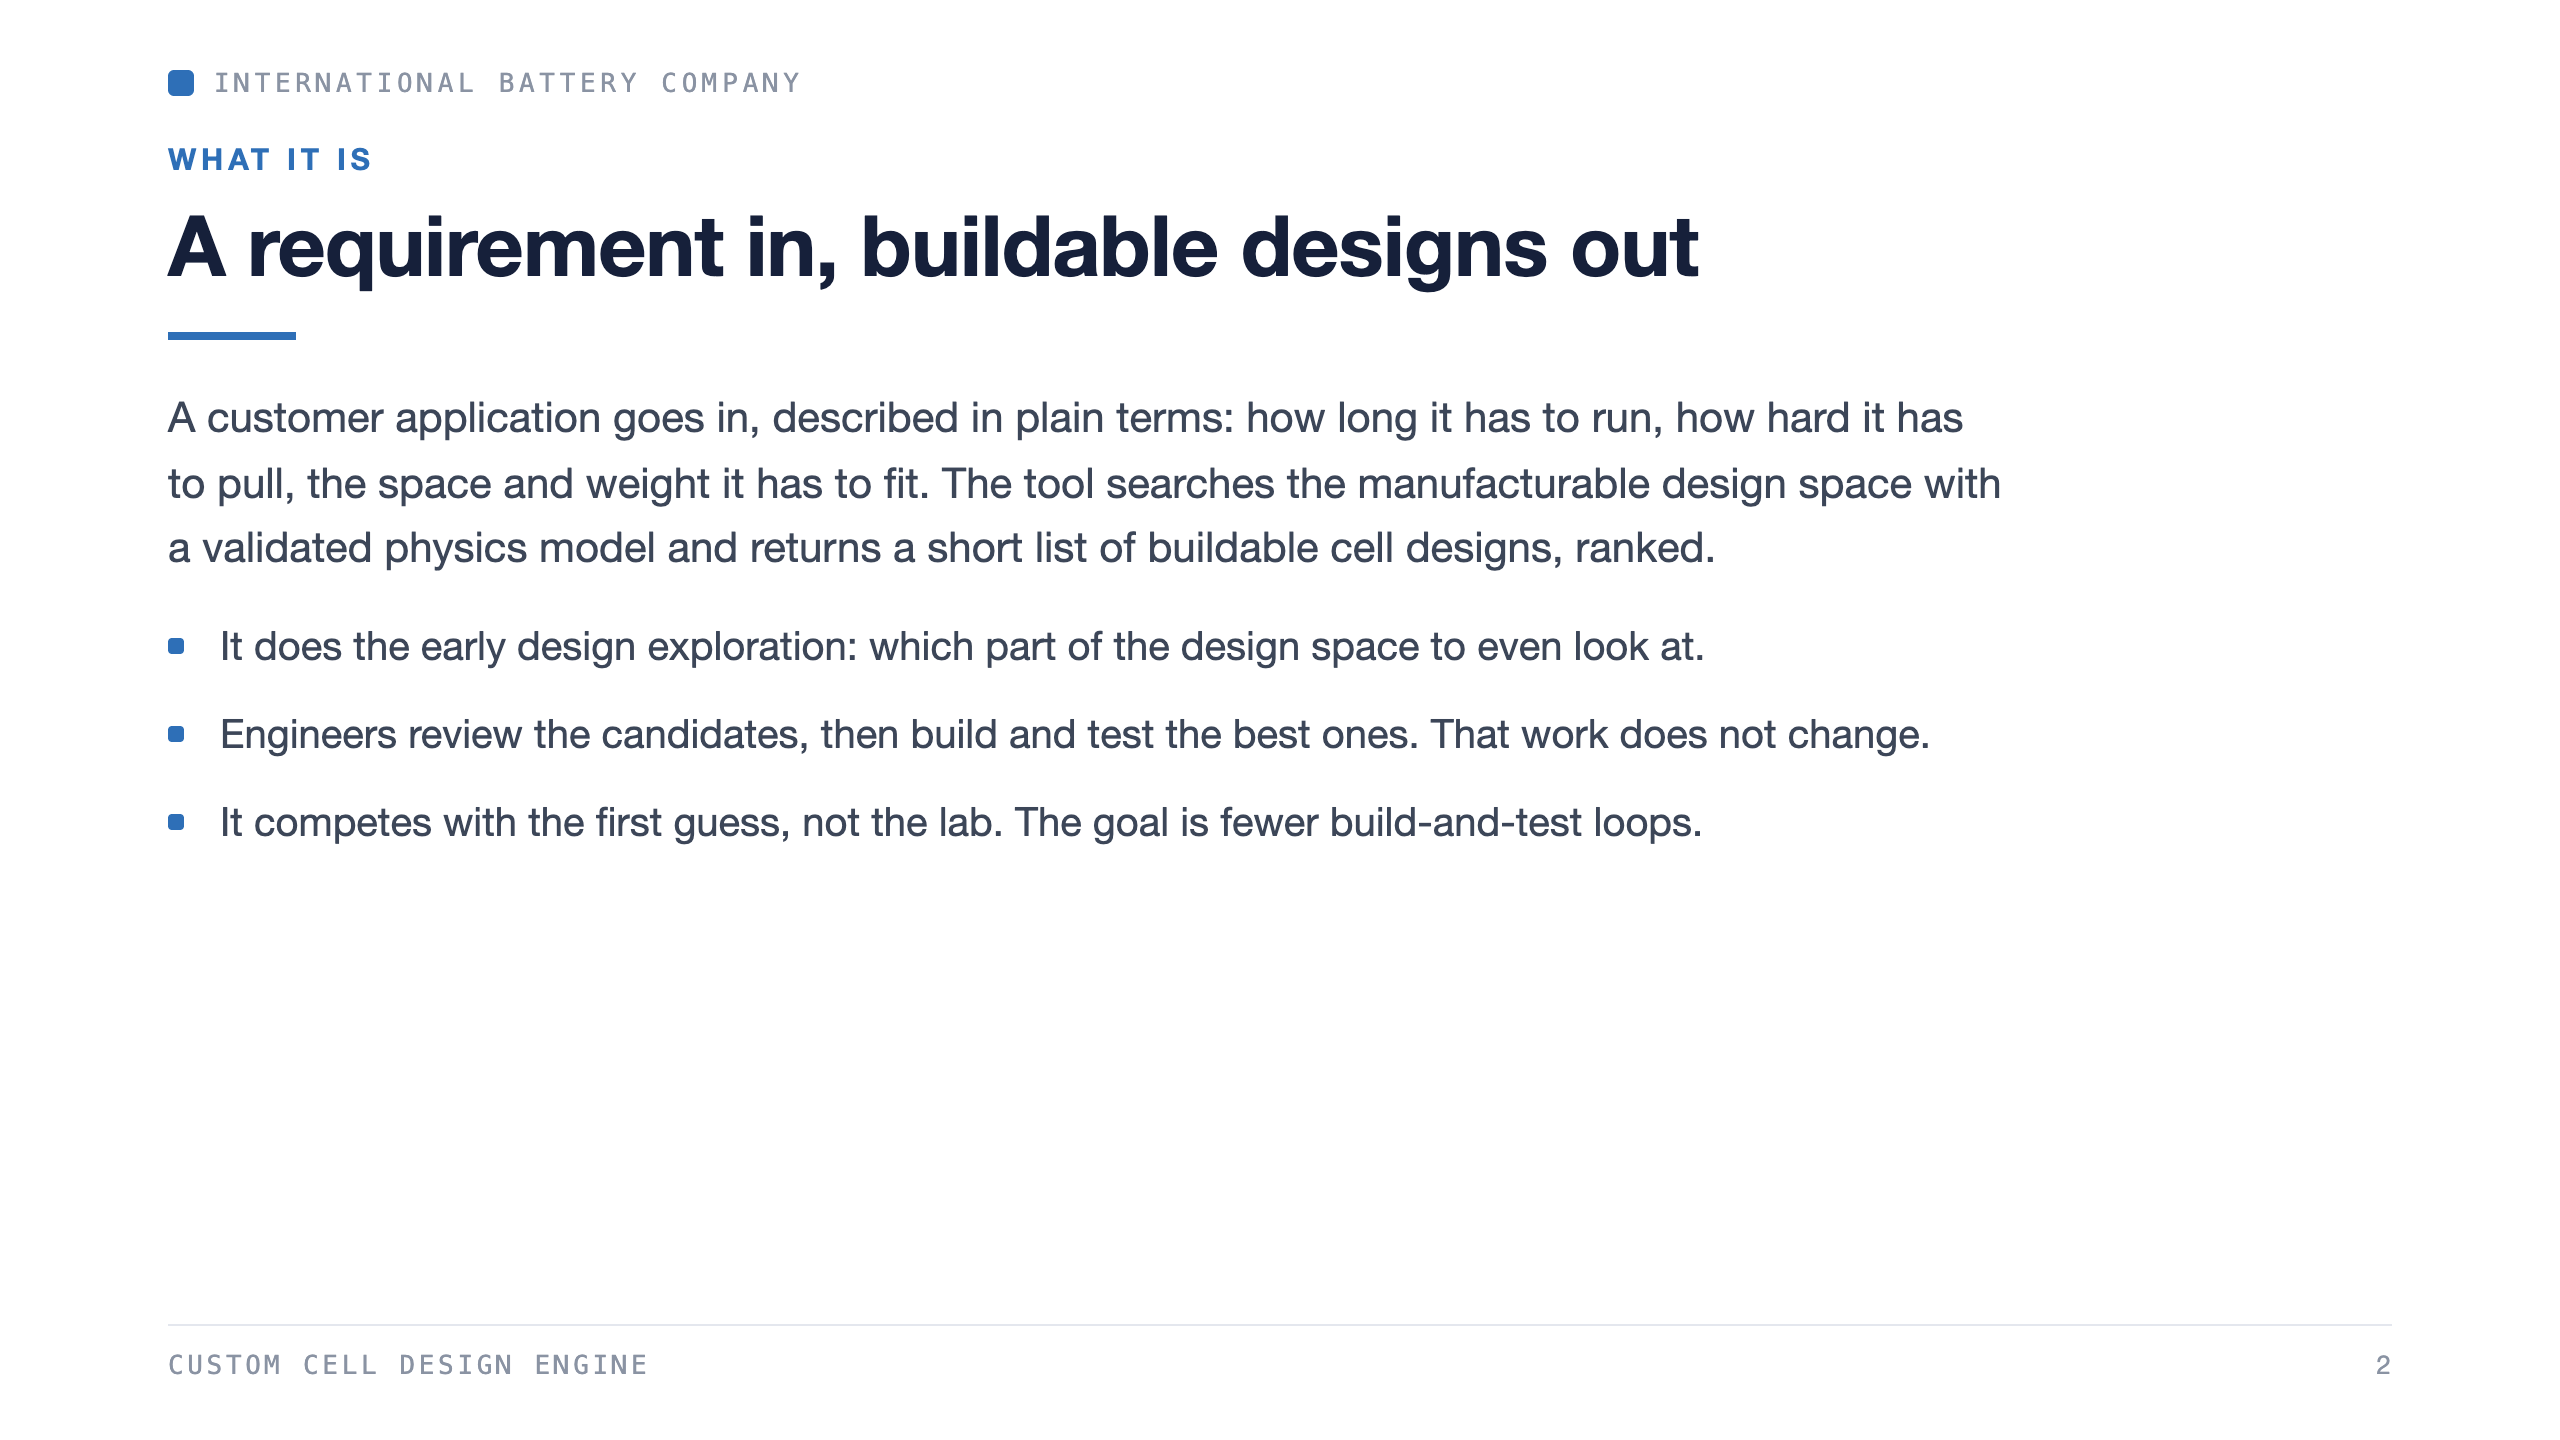 INTERNATIONAL BATTERY COMPANY
WHAT IT IS
A requirement in, buildable designs out
A customer application goes in, described in plain terms: how long it has to run, how hard it has
to pull, the space and weight it has to fit. The tool searches the manufacturable design space with
a validated physics model and returns a short list of buildable cell designs, ranked.
It does the early design exploration: which part of the design space to even look at.
Engineers review the candidates, then build and test the best ones. That work does not change.
It competes with the first guess, not the lab. The goal is fewer build-and-test loops.
CUSTOM CELL DESIGN ENGINE
2